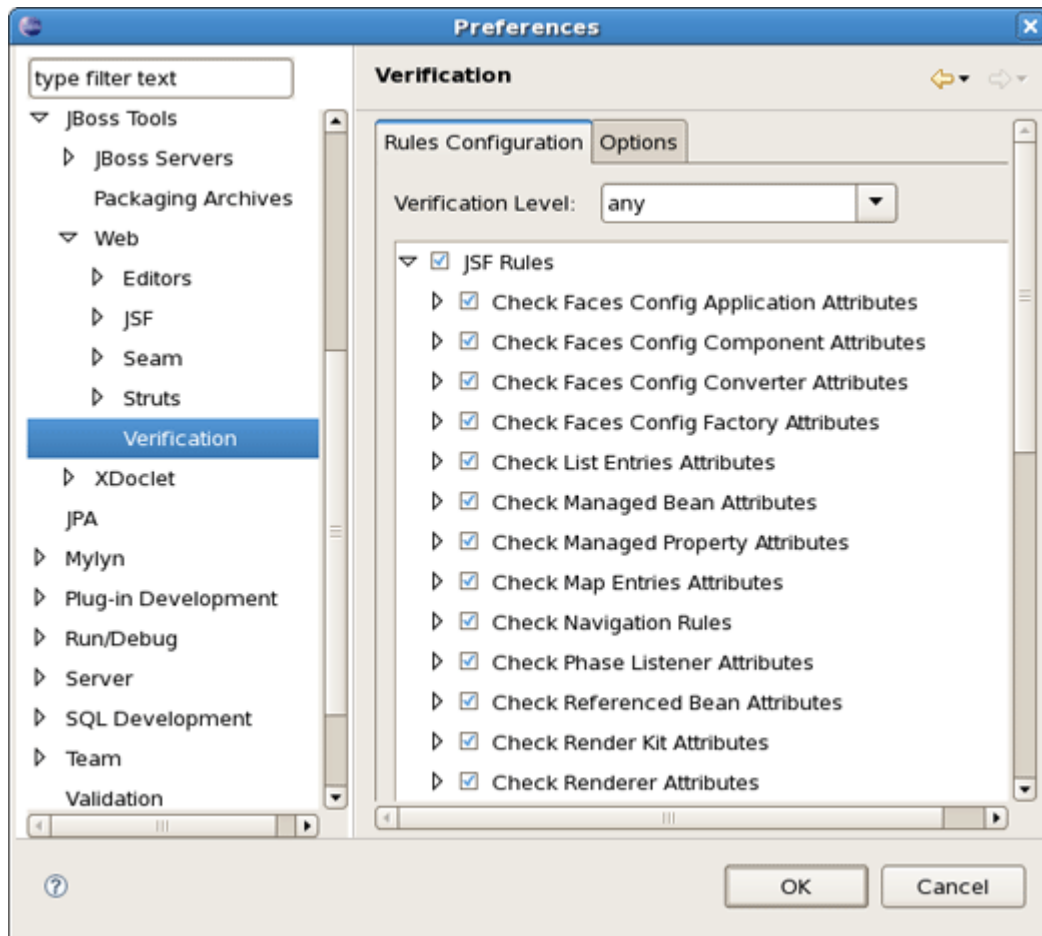 Preferences
type filter text
JBoss Tools
JBoss Servers
Packaging Archives
Web
Editors
JSF
Seam
Struts
Verification
XDoclet
JPA
Mylyn
Plug-in Development
Run/Debug
Server
SQL Development
Team
Validation
Verification
Rules Configuration
Options
Verification Level:
any
JSF Rules
Check Faces Config Application Attributes
Check Faces Config Component Attributes
Check Faces Config Converter Attributes
Check Faces Config Factory Attributes
Check List Entries Attributes
Check Managed Bean Attributes
Check Managed Property Attributes
Check Map Entries Attributes
Check Navigation Rules
Check Phase Listener Attributes
Check Referenced Bean Attributes
Check Render Kit Attributes
Check Renderer Attributes
?
OK
Cancel